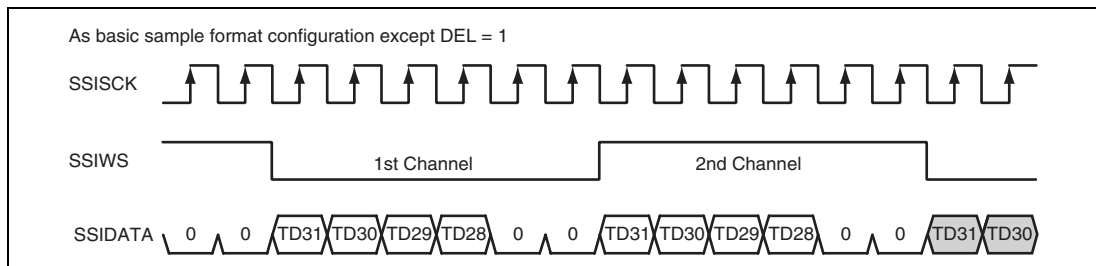 As basic sample format configuration except DEL = 1
SSISCK
SSIWS 1st Channel 2nd Channel
SSIDATA 0 0 TD31 TD30 TD29 TD28 0 0 TD31 TD30 TD29 TD28 0 0 TD31 TD30